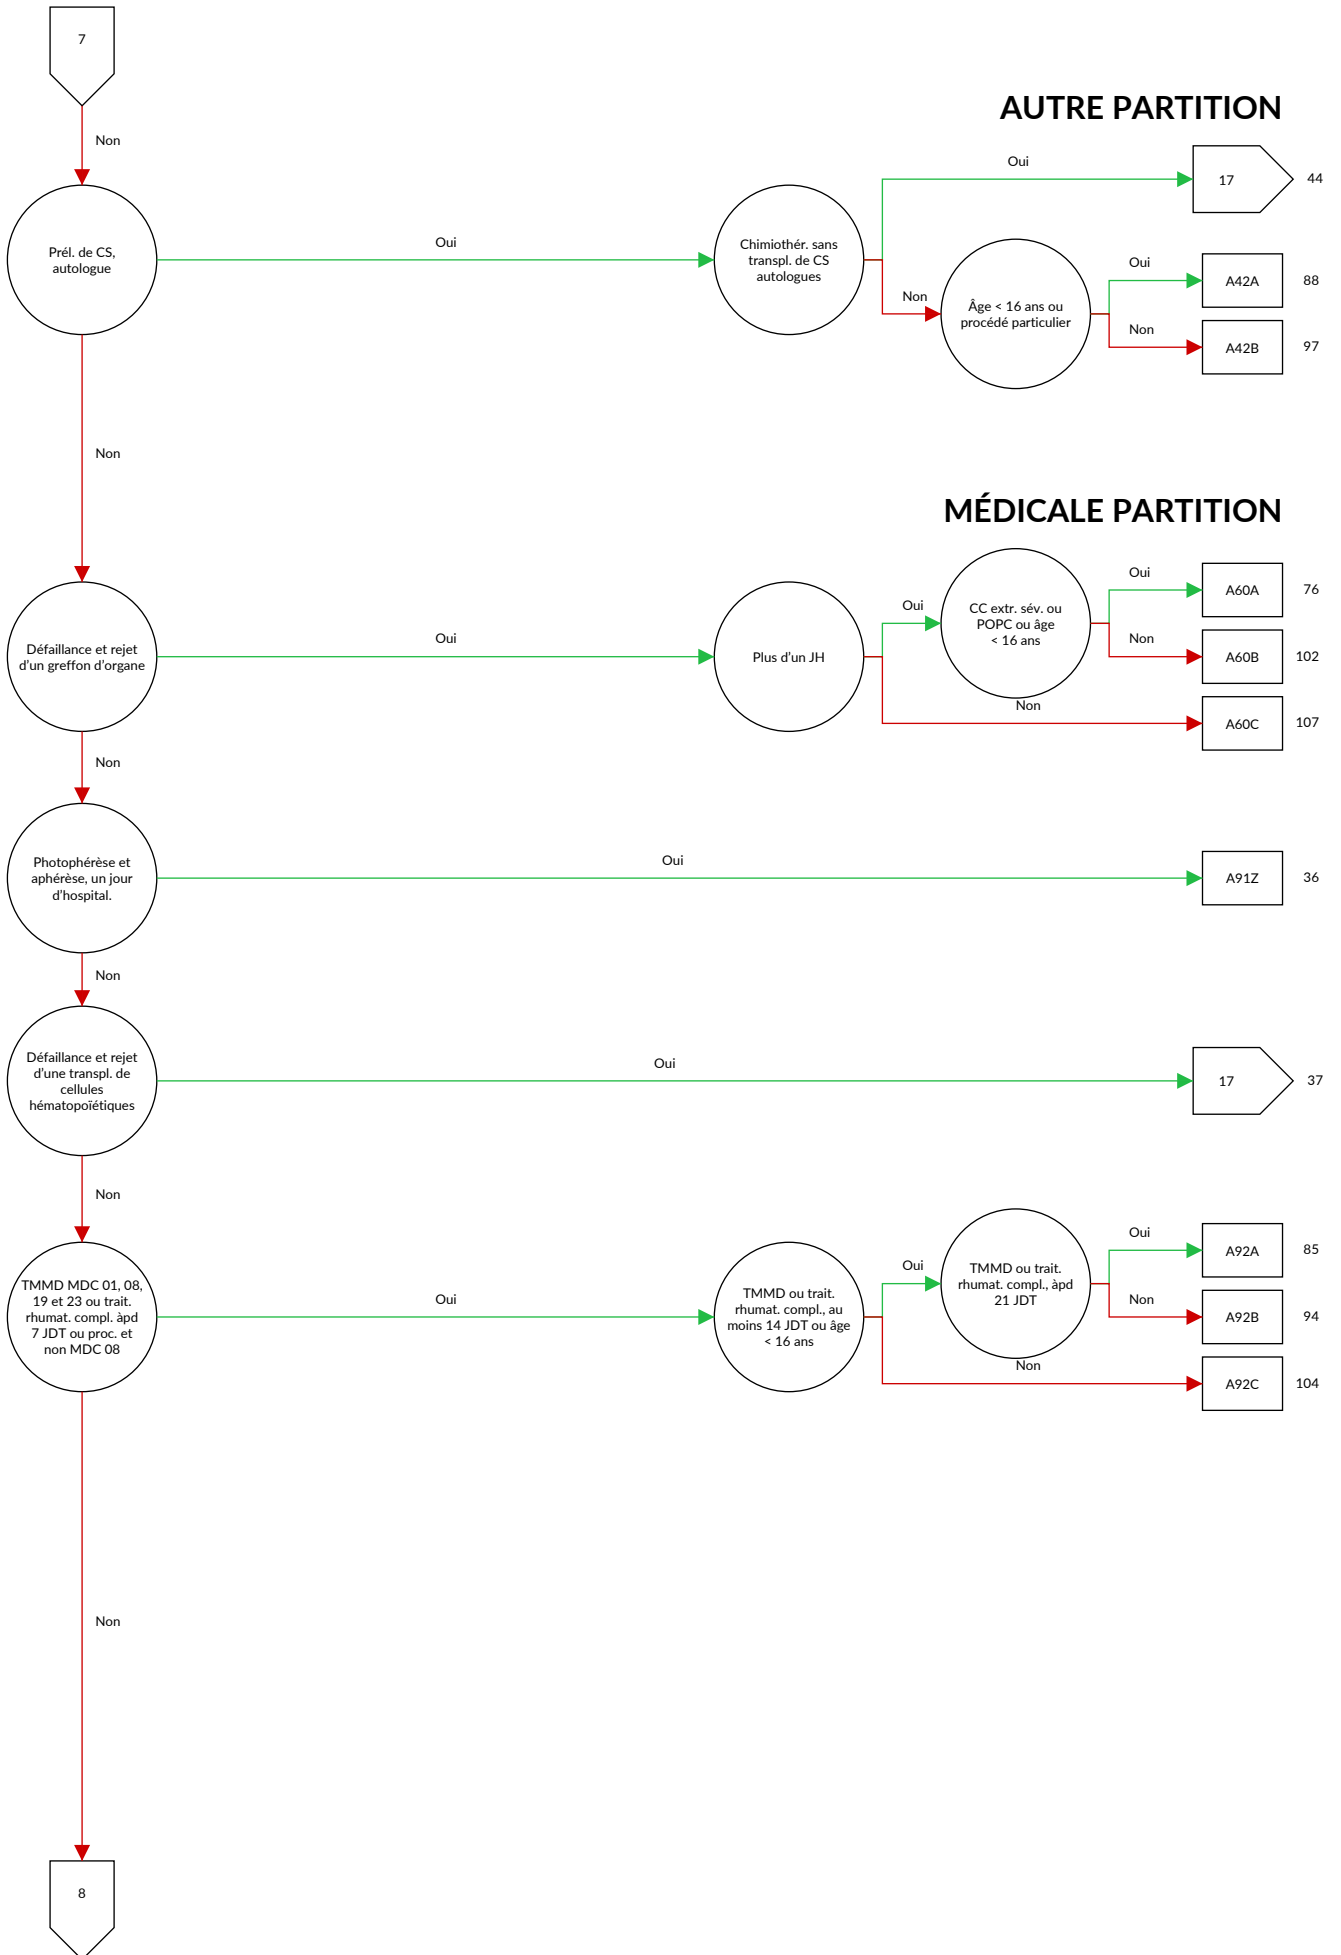 7
Non
AUTRE PARTITION
Oui
17
44
Prél. de CS,
autologue
Oui
Chimiothér. sans
transpl. de CS
autologues
Non
Âge < 16 ans ou
procédé particulier
Oui
A42A
88
Non
A42B
97
Non
MÉDICALE PARTITION
Défaillance et rejet
d'un greffon d'organe
Oui
Plus d'un JH
Oui
CC extr. sév. ou
POPC ou âge
< 16 ans
Oui
A60A
76
Non
A60B
102
Non
A60C
107
Non
Photophérèse et
aphérèse, un jour
d'hospital.
Oui
A91Z
36
Non
Défaillance et rejet
d'une transpl. de
cellules
hématopoïétiques
Oui
17
37
Non
TMMD MDC 01, 08,
19 et 23 ou trait.
rhumat. compl. àpd
7 JDT ou proc. et
non MDC 08
Oui
TMMD ou trait.
rhumat. compl., au
moins 14 JDT ou âge
< 16 ans
Oui
TMMD ou trait.
rhumat. compl., àpd
21 JDT
Oui
A92A
85
Non
A92B
94
Non
A92C
104
Non
8